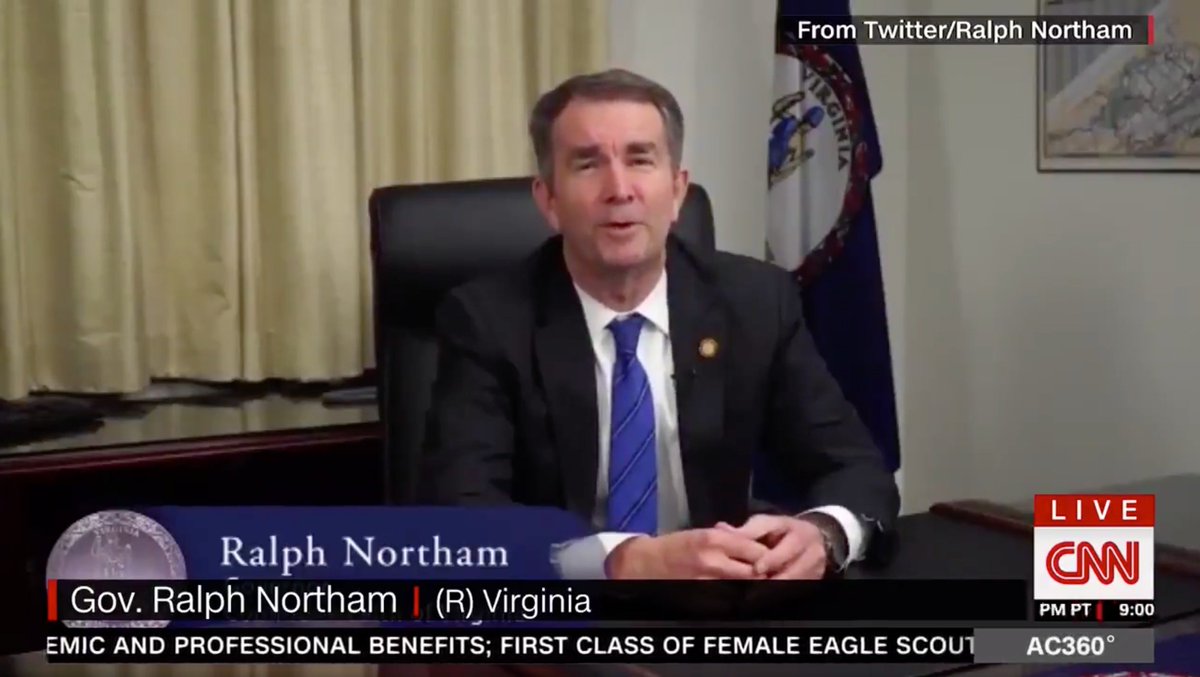 From Twitter/Ralph Northam
VIRGINIA
VIRGINIA
Ralph Northam
Gov. Ralph Northam | (R) Virginia
LIVE
CNN
PM PT 9:00
EMIC AND PROFESSIONAL BENEFITS; FIRST CLASS OF FEMALE EAGLE SCOUT
AC360°